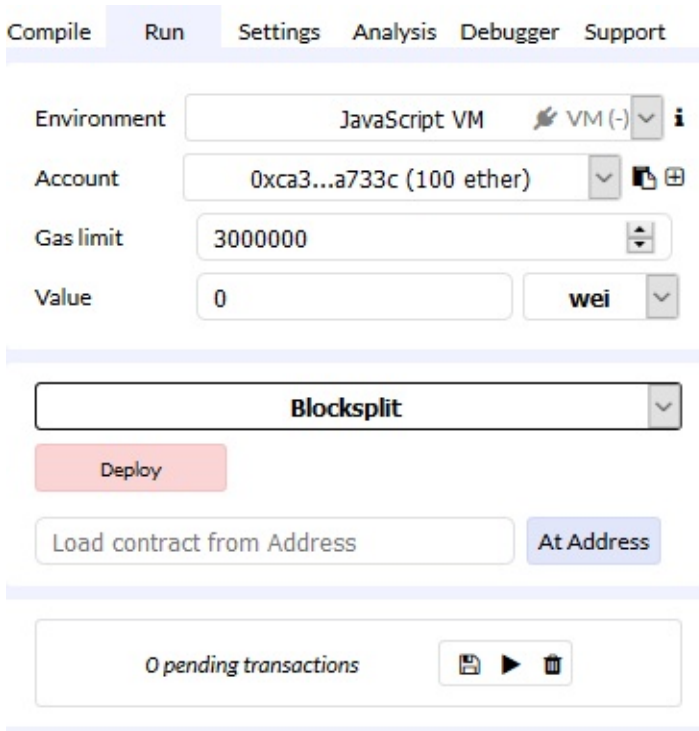 Compile Run Settings Analysis Debugger Support
Environment JavaScript VM VM (-) i
Account 0xca3...a733c (100 ether)
Gas limit 3000000
Value 0 wei
Blocksplit
Deploy
Load contract from Address At Address
0 pending transactions